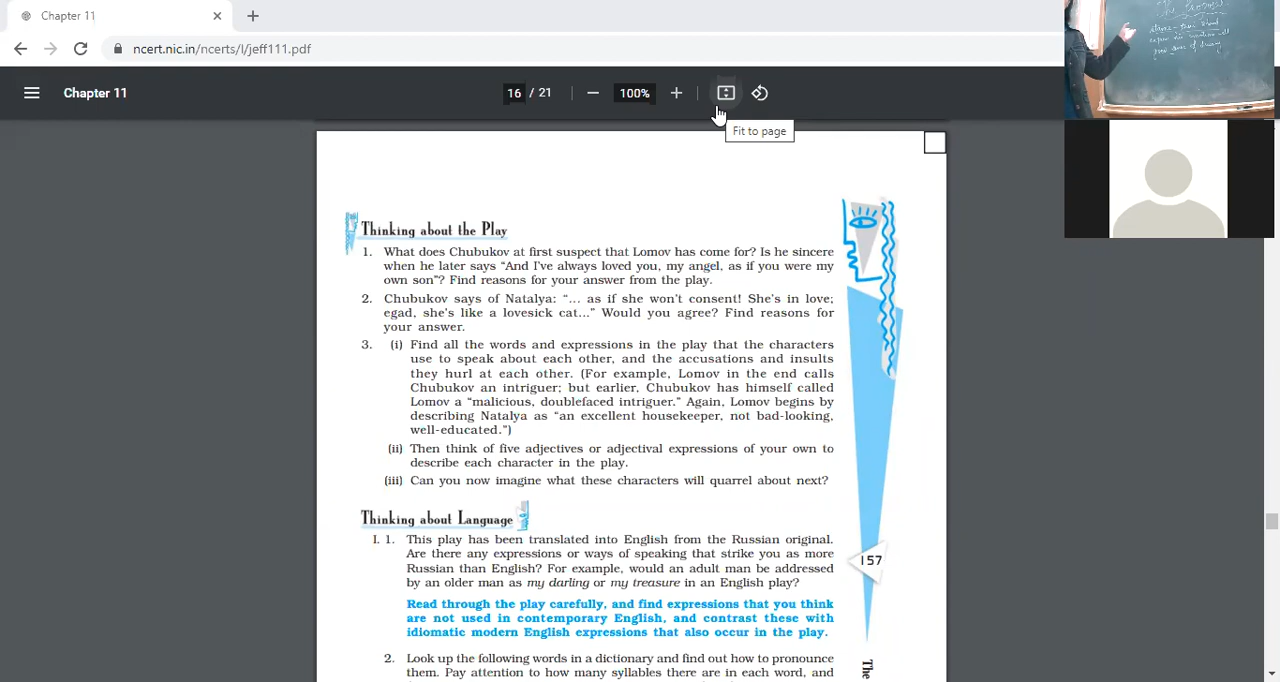 Chapter 11
ncert.nic.in/ncerts/l/jeff111.pdf
Chapter 11
16 / 21
100%
Fit to page
Thinking about the Play
1. What does Chubukov at first suspect that Lomov has come for? Is he sincere
when he later says “And I’ve always loved you, my angel, as if you were my
own son”? Find reasons for your answer from the play.
2. Chubukov says of Natalya: “... as if she won’t consent! She’s in love;
egad, she’s like a lovesick cat...” Would you agree? Find reasons for
your answer.
3. (i) Find all the words and expressions in the play that the characters
use to speak about each other, and the accusations and insults
they hurl at each other. (For example, Lomov in the end calls
Chubukov an intriguer; but earlier, Chubukov has himself called
Lomov a “malicious, doublefaced intriguer.” Again, Lomov begins by
describing Natalya as “an excellent housekeeper, not bad-looking,
well-educated.”)
(ii) Then think of five adjectives or adjectival expressions of your own to
describe each character in the play.
(iii) Can you now imagine what these characters will quarrel about next?
Thinking about Language
I. 1. This play has been translated into English from the Russian original.
Are there any expressions or ways of speaking that strike you as more
Russian than English? For example, would an adult man be addressed
by an older man as my darling or my treasure in an English play?
Read through the play carefully, and find expressions that you think
are not used in contemporary English, and contrast these with
idiomatic modern English expressions that also occur in the play.
2. Look up the following words in a dictionary and find out how to pronounce
them. Pay attention to how many syllables there are in each word, and
157
The